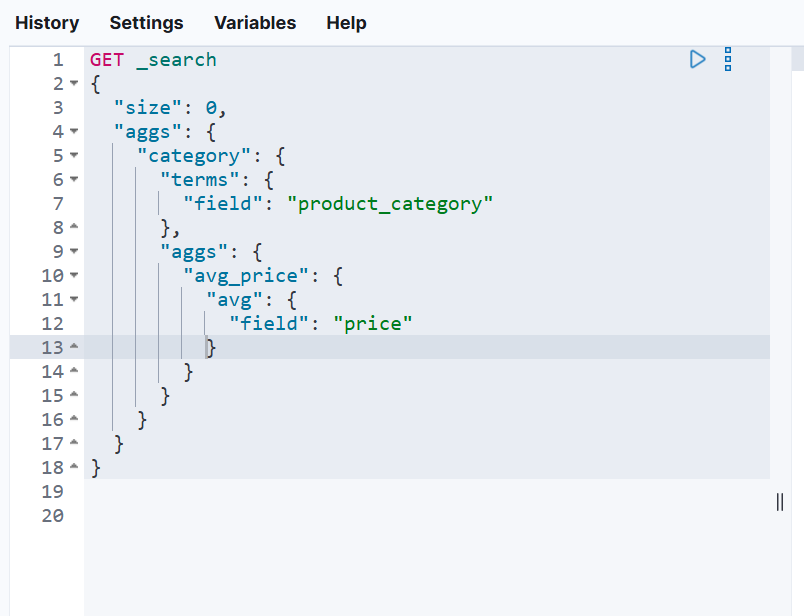 History Settings Variables Help
1 GET _search
2 {
3 "size": 0,
4 "aggs": {
5 "category": {
6 "terms": {
7 "field": "product_category"
8 },
9 "aggs": {
10 "avg_price": {
11 "avg": {
12 "field": "price"
13 }
14 }
15 }
16 }
17 }
18 }
19
20